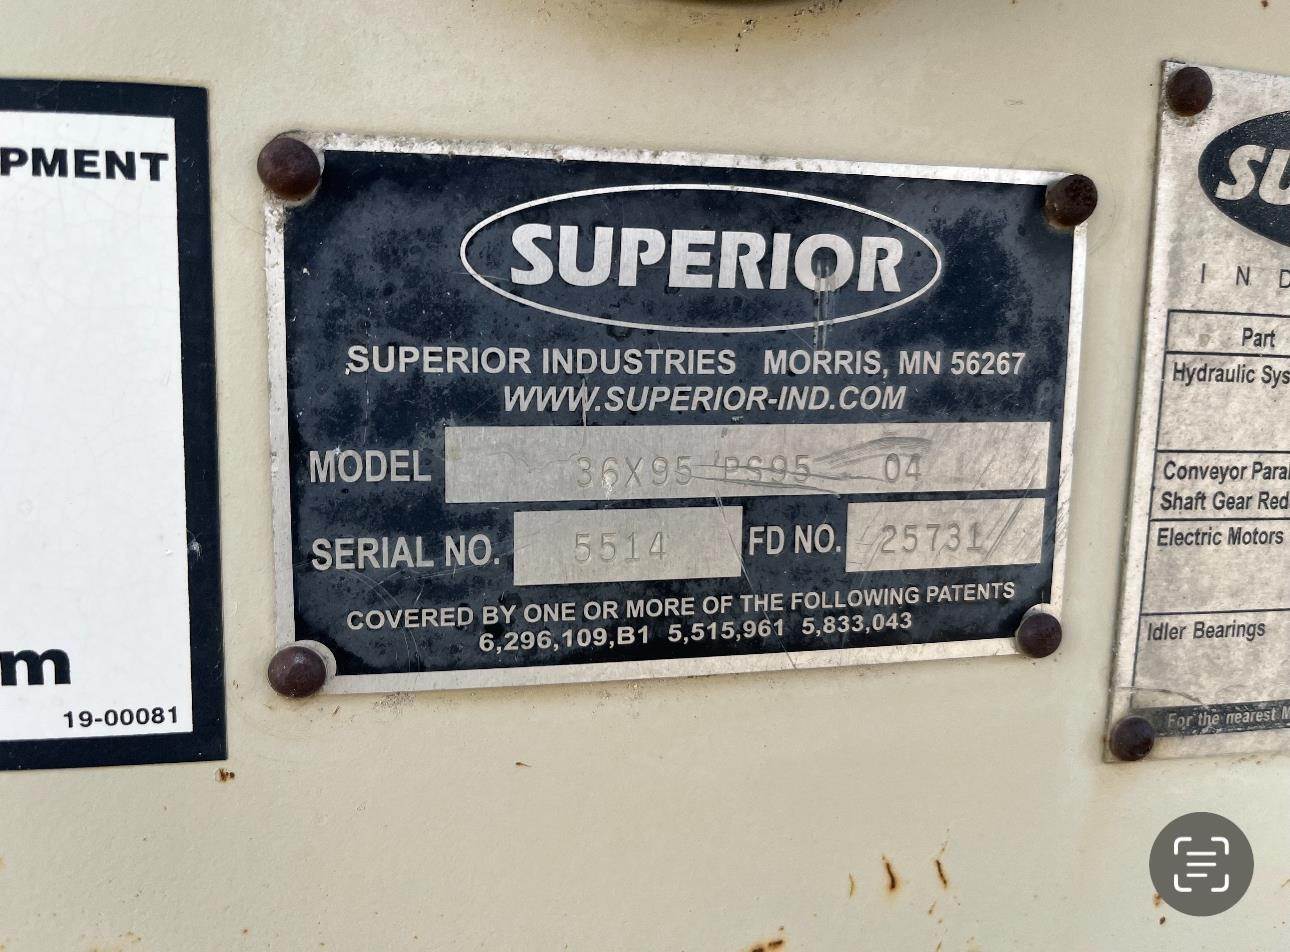 PMENT
m
19-00081
SUPERIOR
SUPERIOR INDUSTRIES MORRIS, MN 56267
WWW.SUPERIOR-IND.COM
MODEL 36X95 PS95 04
SERIAL NO. 5514 FD NO. 25731
COVERED BY ONE OR MORE OF THE FOLLOWING PATENTS
6,296,109,B1 5,515,961 5,833,043
SU
IND
Part
Hydraulic Sys
Conveyor Paral
Shaft Gear Red
Electric Motors
Idler Bearings
For the nearest M